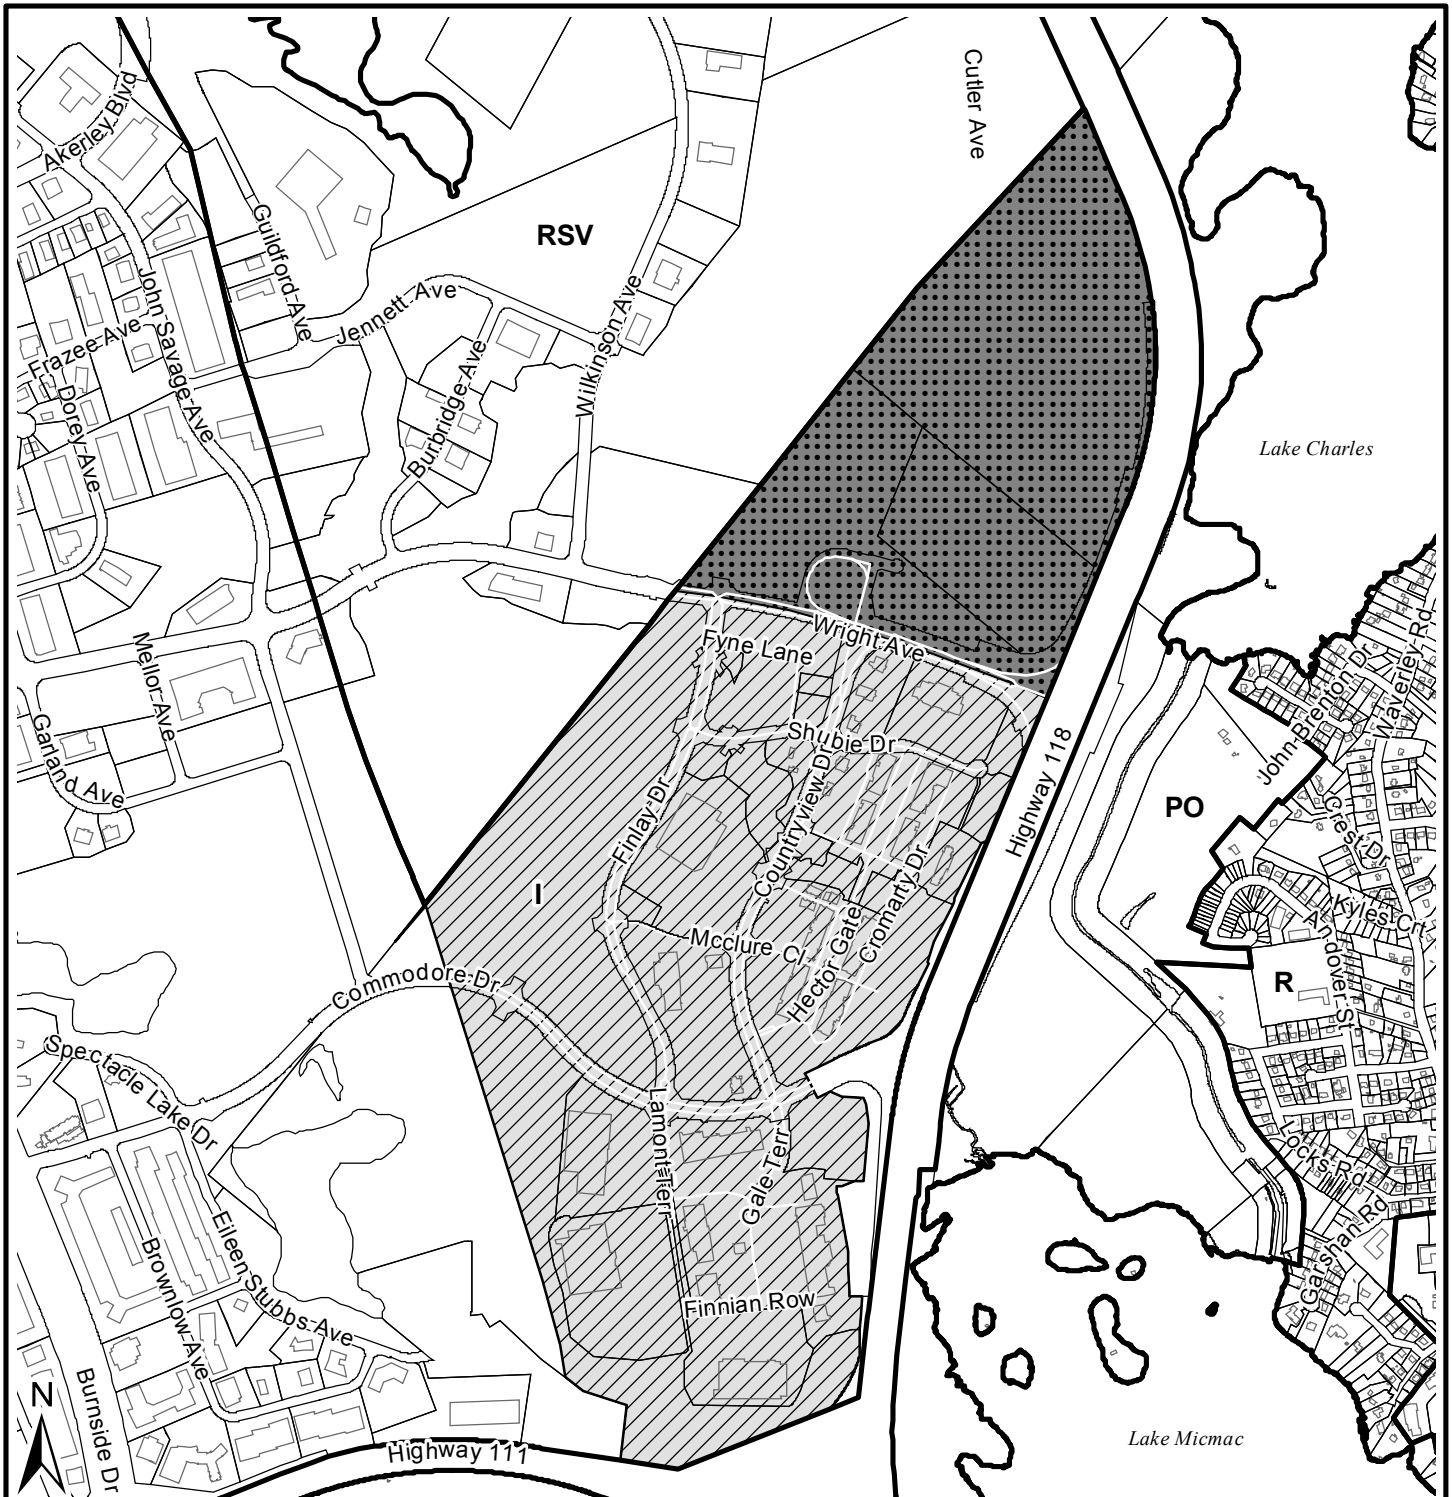 Cutler Ave
Akerley Blvd
RSV
Guildford Ave
John Savage Ave
Jennett Ave
Wilkinson Ave
Frazee Ave
Burbridge Ave
Dorey Ave
Lake Charles
Wright Ave
Fyne Lane
Mellor Ave
Garland Ave
Shubie Dr
Countryview Dr
Finlay Dr
Highway 118
John Brenton Dr
Waverley Rd
PO
Crest Dr
Kyles Crt
Andover St
R
I
Cromarty Dr
Hector Gate
Mcclure Cl
Commodore Dr
Spectacle Lake Dr
Lamont Terr
Gale Terr
Locks Rd
Garshan Rd
Eileen Stubbs Ave
Brownlow Ave
Finnian Row
N
Burnside Dr
Highway 111
Lake Micmac